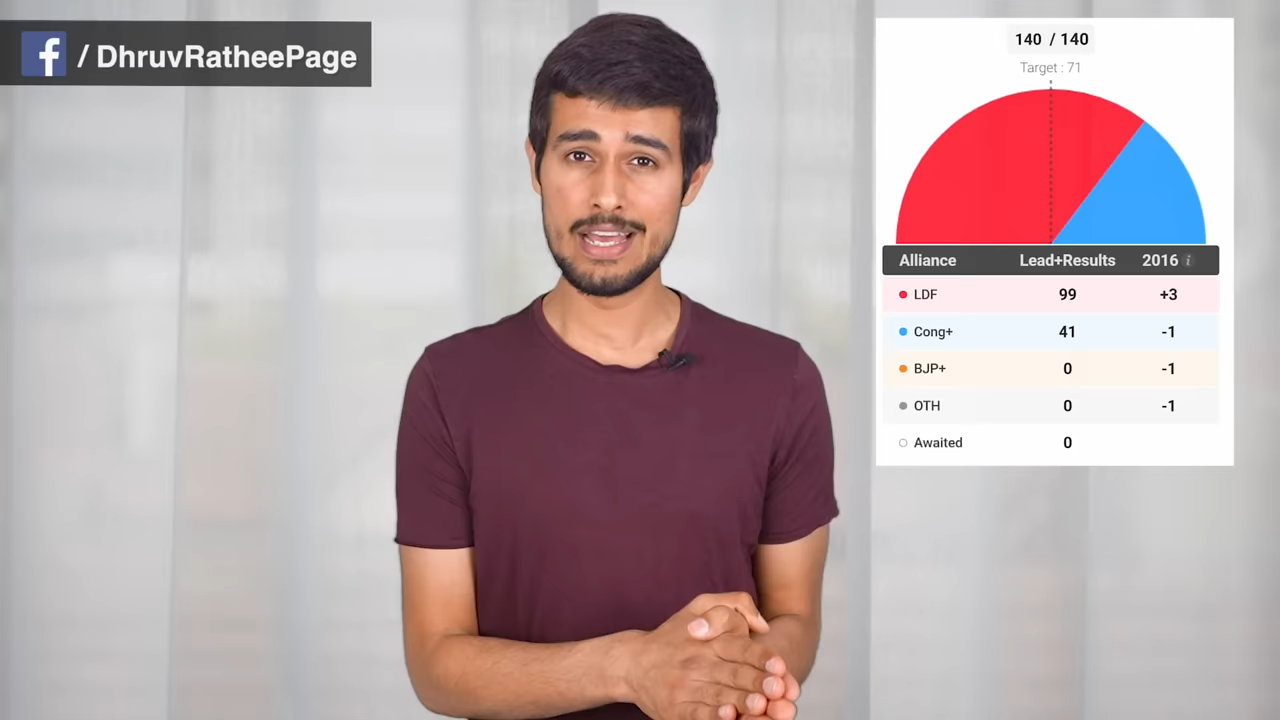 f / DhruvRatheePage
140 / 140
Target : 71
Alliance Lead+Results 2016 i
LDF 99 +3
Cong+ 41 -1
BJP+ 0 -1
OTH 0 -1
Awaited 0